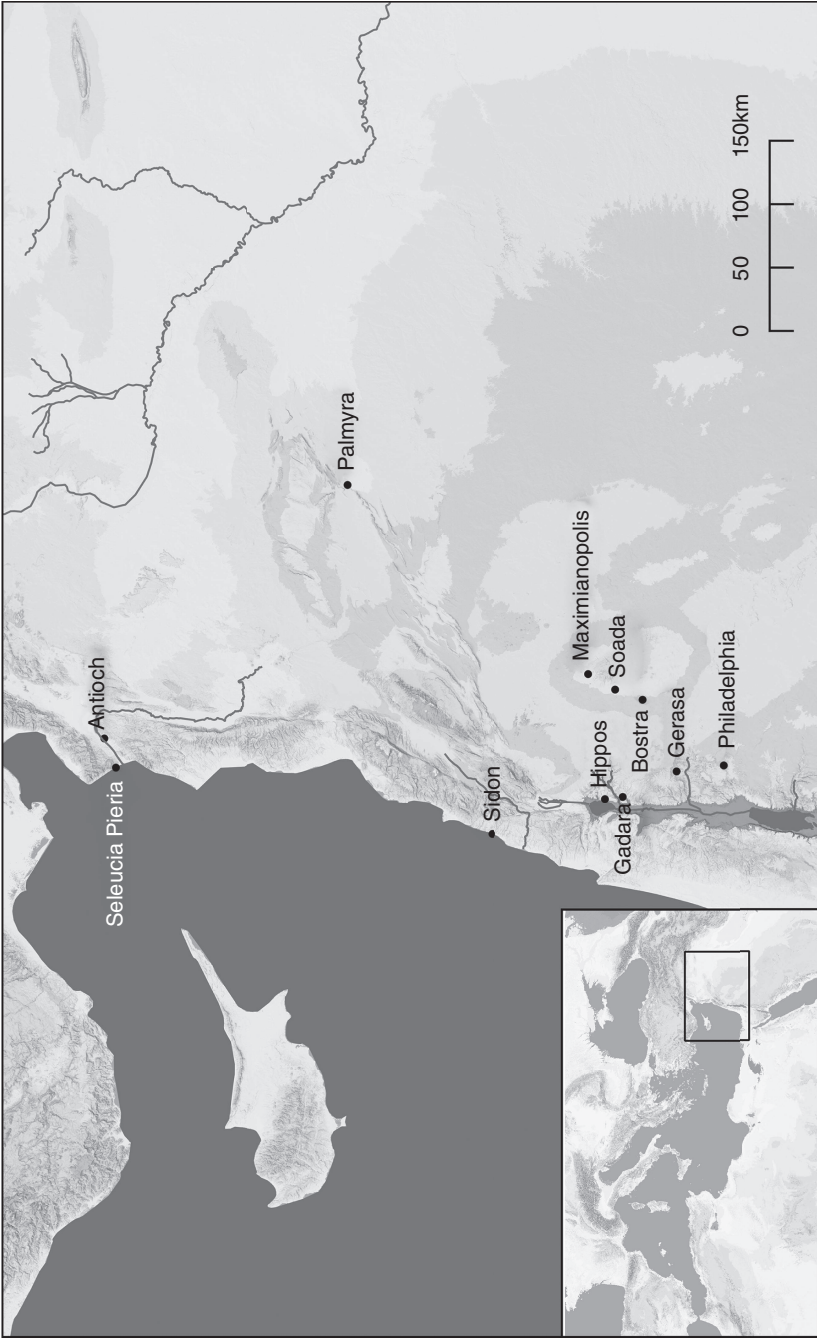 Antioch
Seleucia Pieria
Palmyra
Sidon
Maximianopolis
Soada
Hippos
Bostra
Gadara
Gerasa
Philadelphia
0 50 100 150km